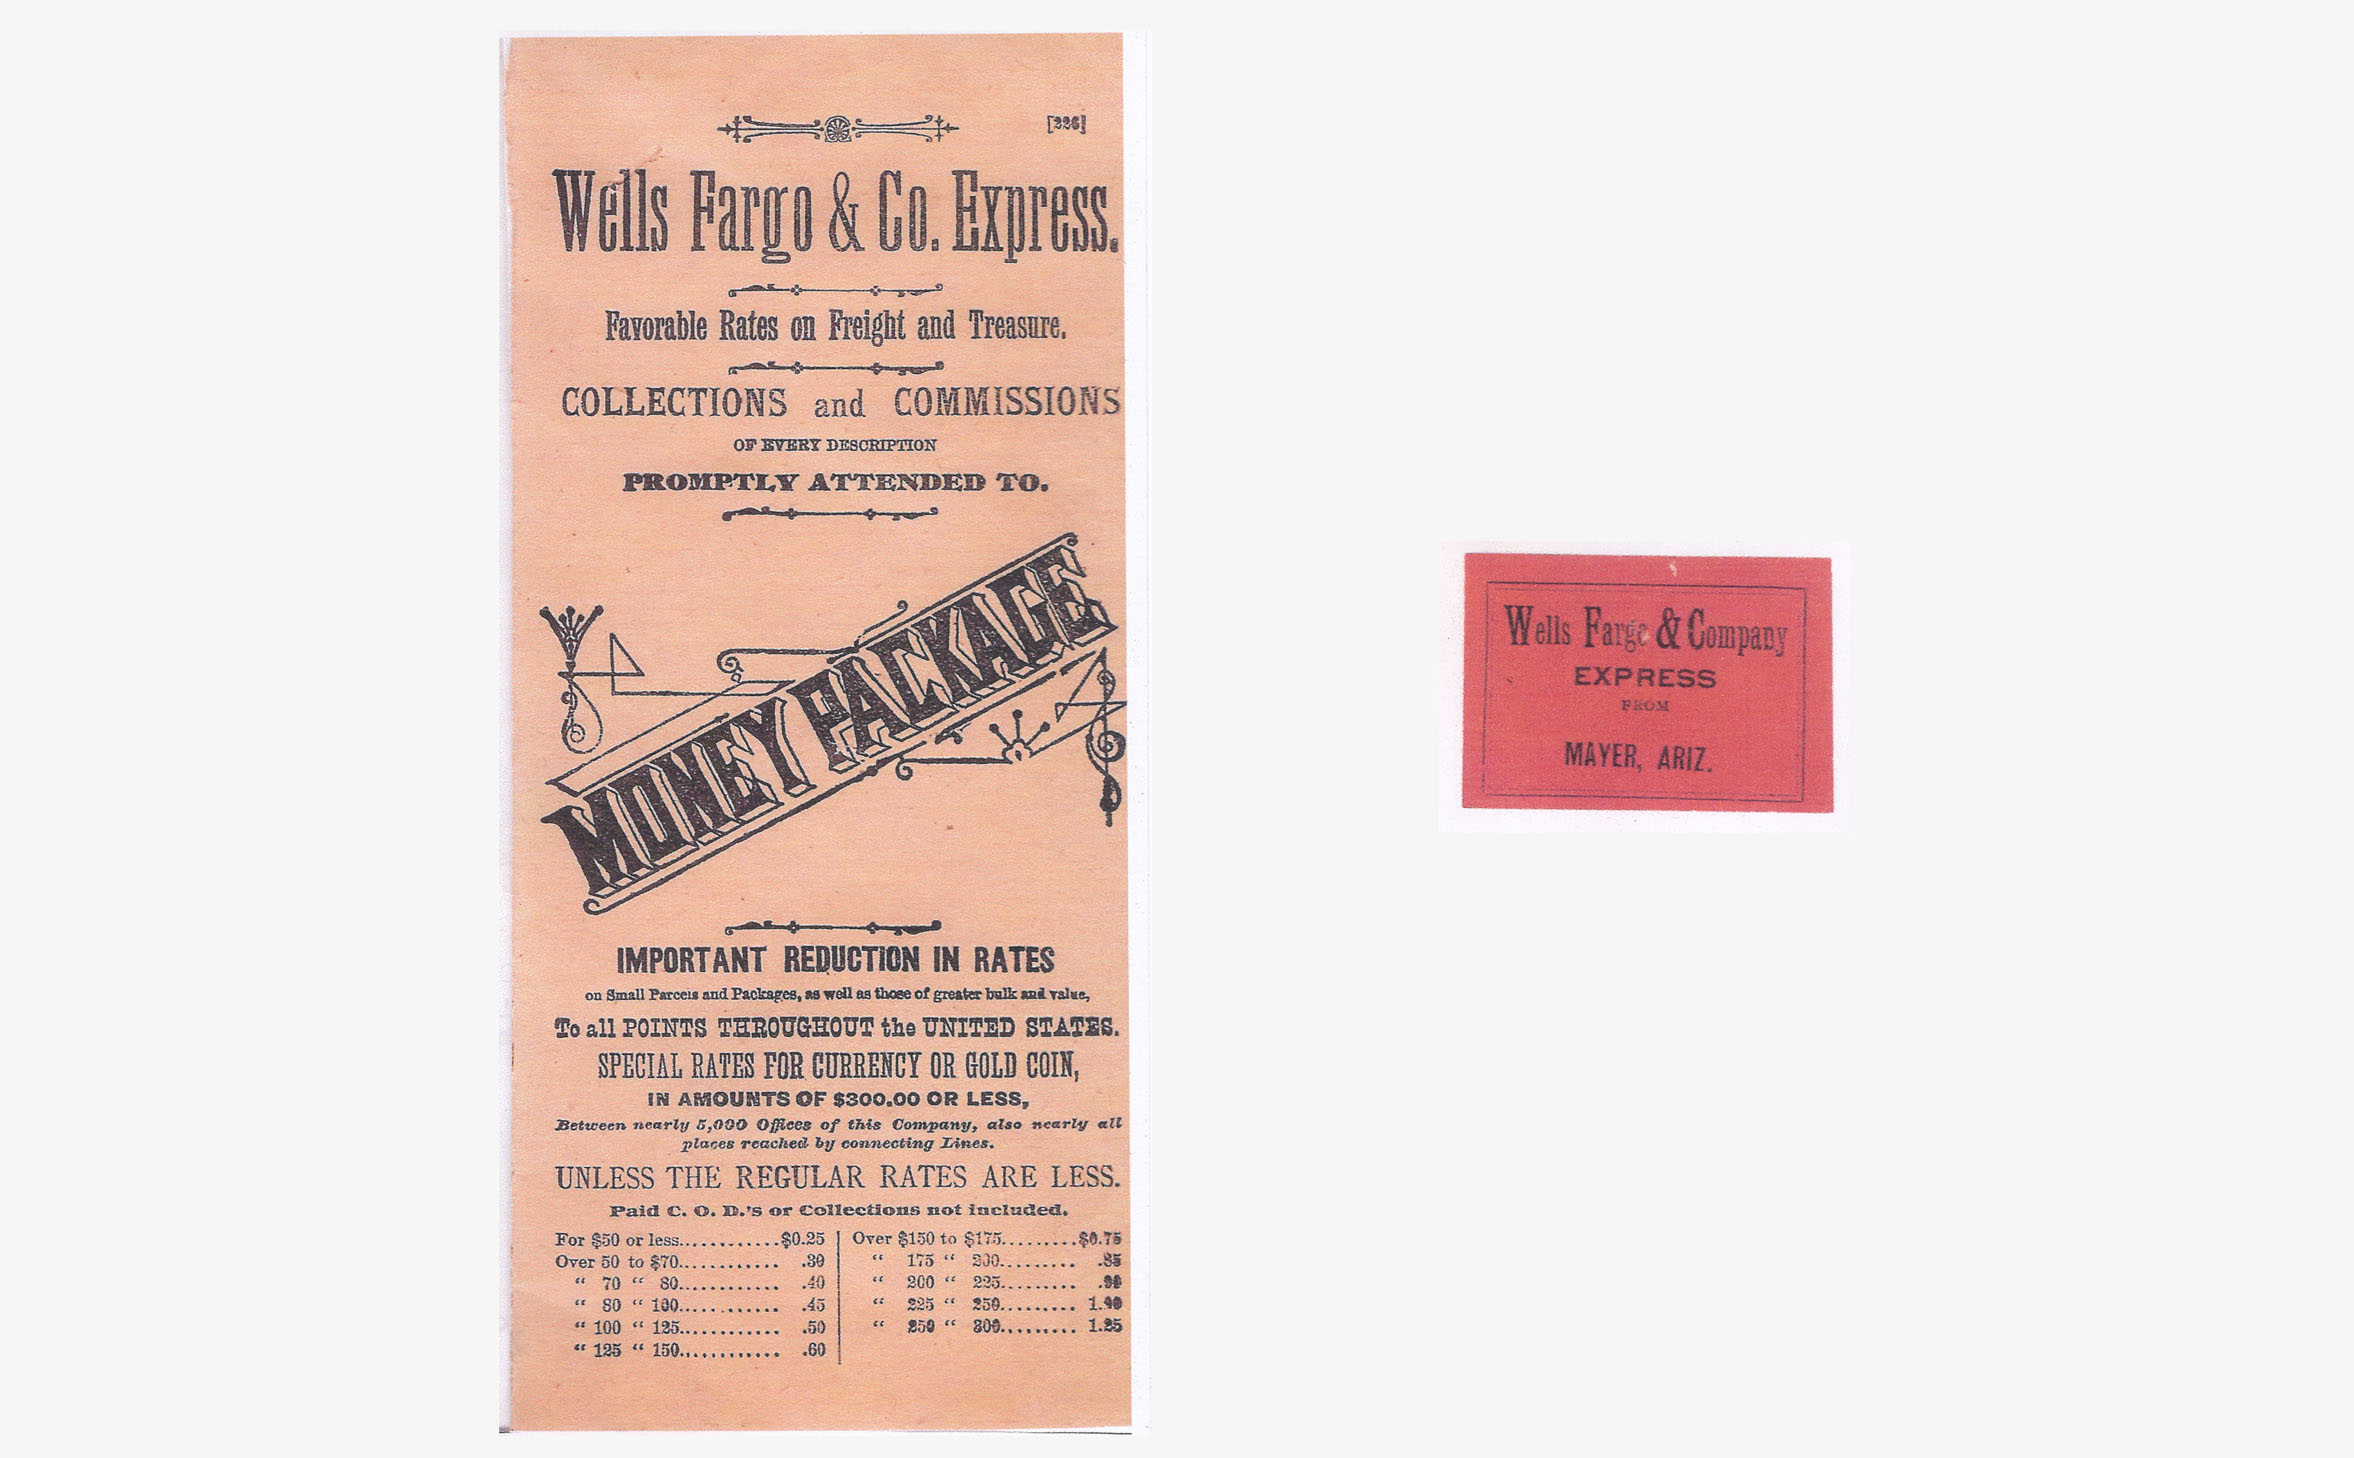 [226]
Wells Fargo & Co. Express.
Favorable Rates on Freight and Treasure.
COLLECTIONS and COMMISSIONS
OF EVERY DESCRIPTION
PROMPTLY ATTENDED TO.
MONEY PACKAGE
IMPORTANT REDUCTION IN RATES
on Small Parcels and Packages, as well as those of greater bulk and value,
To all POINTS THROUGHOUT the UNITED STATES.
SPECIAL RATES FOR CURRENCY OR GOLD COIN,
IN AMOUNTS OF $300.00 OR LESS,
Between nearly 5,000 Offices of this Company, also nearly all
places reached by connecting Lines.
UNLESS THE REGULAR RATES ARE LESS.
Paid C. O. D.'s or Collections not included.
For $50 or less............$0.25
Over 50 to $70............ .30
“ 70 “ 80............ .40
“ 80 “ 100............ .45
“ 100 “ 125............ .50
“ 125 “ 150............ .60
Over $150 to $175.........$0.75
“ 175 “ 200......... .85
“ 200 “ 225.........
“ 225 “ 250.........
“ 250 “ 300......... 1.25
Wells Fargo & Company
EXPRESS
FROM
MAYER, ARIZ.